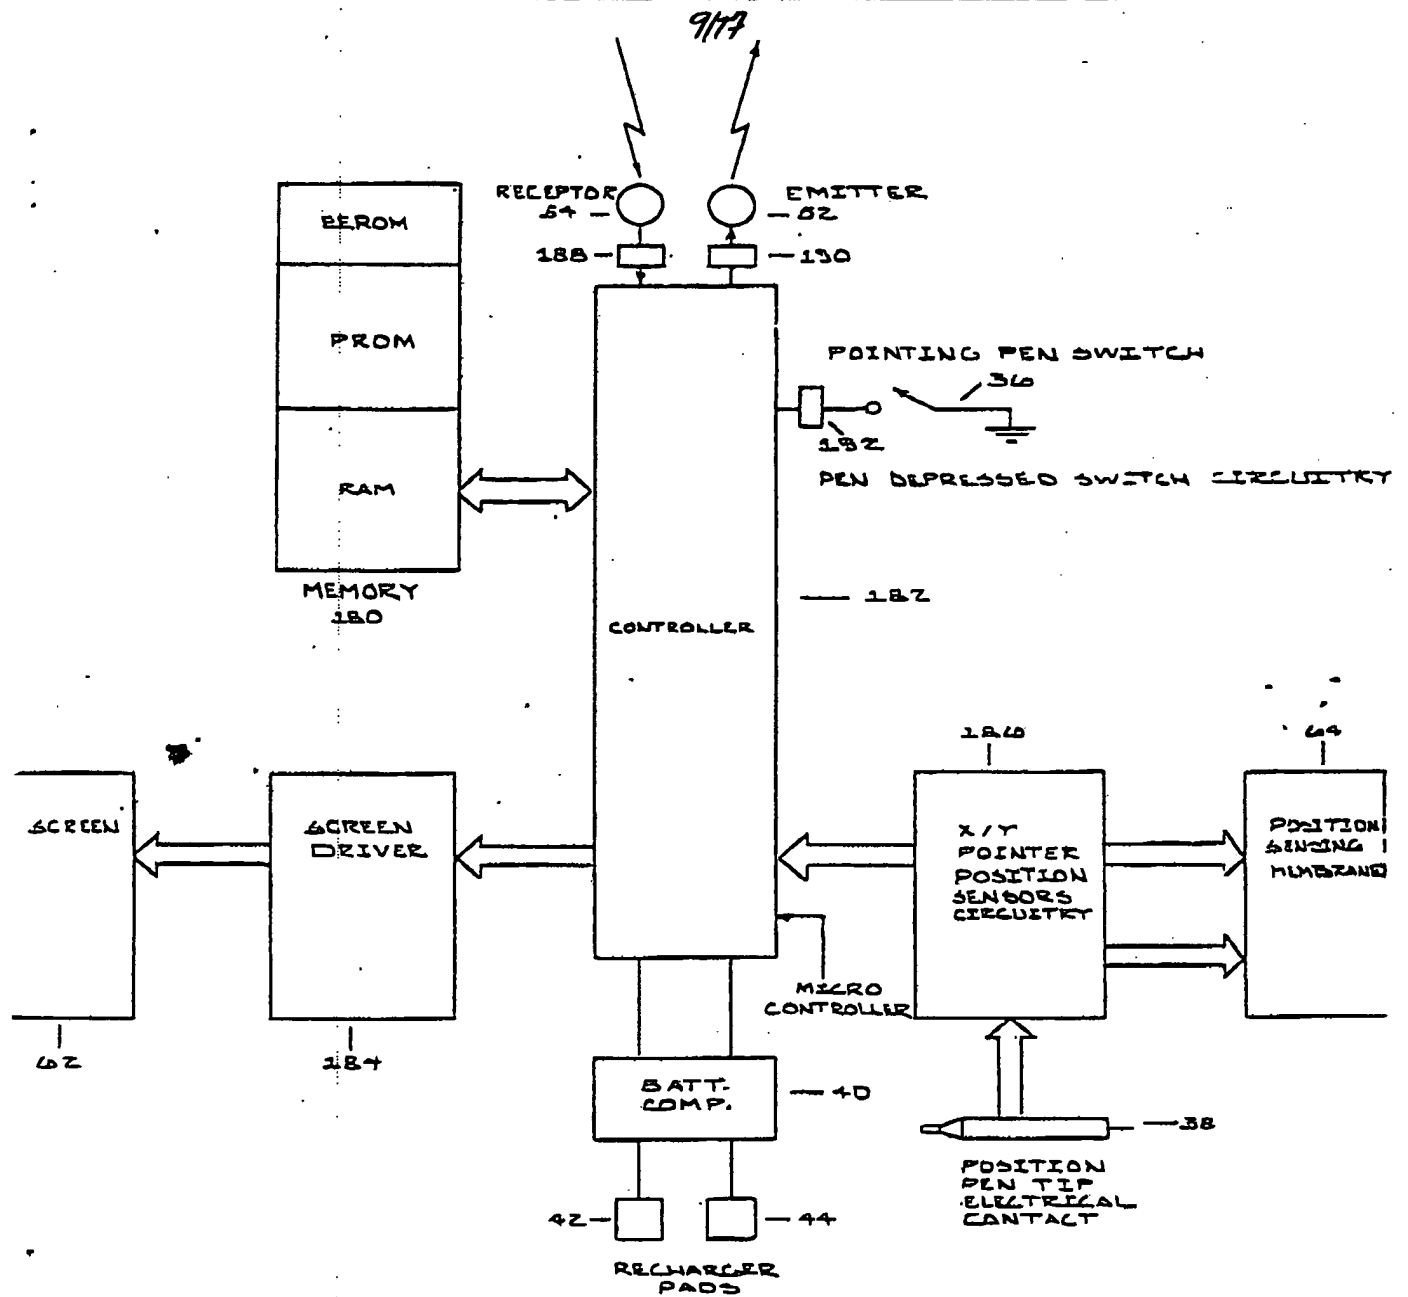 9/17
RECEPTOR
54
EMITTER
52
188
190
EEROM
PROM
RAM
MEMORY
180
POINTING PEN SWITCH
36
192
PEN DEPRESSED SWITCH CIRCUITRY
182
CONTROLLER
186
64
SCREEN
SCREEN
DRIVER
X/Y
POINTER
POSITION
SENSORS
CIRCUITRY
POSITION
SENSING
MEMBRANE
MICRO
CONTROLLER
62
184
BATT.
COMP.
40
38
POSITION
PEN TIP
ELECTRICAL
CONTACT
42
44
RECHARGER
PADS